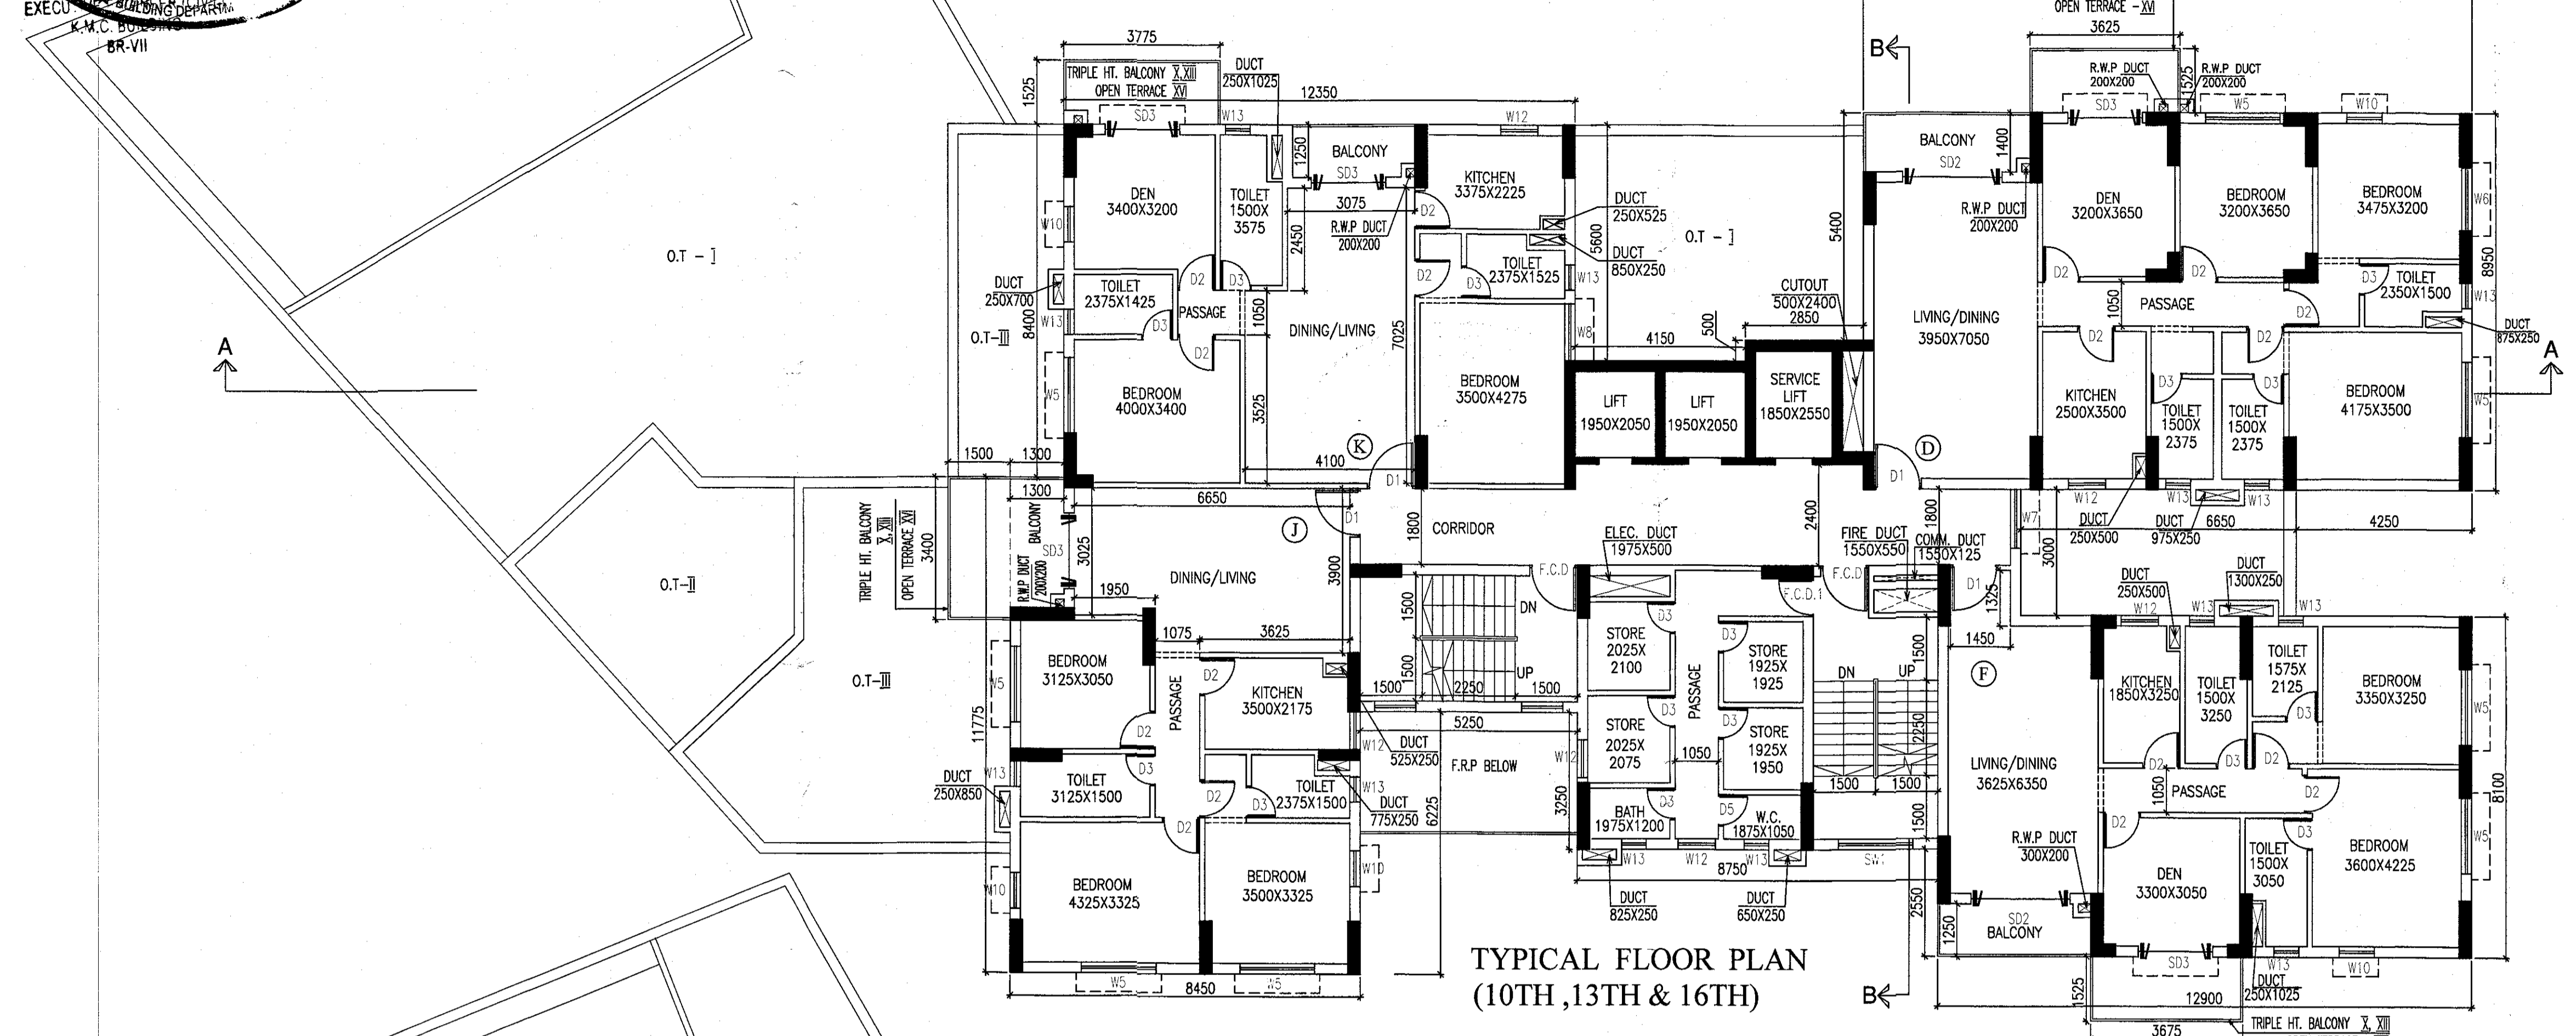 EXECU
BUILDING DEPARTM
K.M.C. BUILDING
BR-VII
3775
1525
TRIPLE HT. BALCONY X,XIII
OPEN TERRACE XVI
DUCT
250X1025
12350
SD3
W13
W12
DEN
3400X3200
TOILET
1500X
3575
1250
BALCONY
SD3
3075
2450
R.W.P DUCT
200X200
KITCHEN
3375X2225
D2
DUCT
250X525
5600
DUCT
850X250
O.T - I
TOILET
2375X1525
W13
D2
D3
W10
DUCT
250X700
8400
W13
TOILET
2375X1425
D3
D2
D3
PASSAGE
D2
1050
DINING/LIVING
7025
W8
O.T - I
O.T-III
A
W5
BEDROOM
4000X3400
3525
BEDROOM
3500X4275
4150
500
CUTOUT
500X2400
2850
LIFT
1950X2050
LIFT
1950X2050
SERVICE
LIFT
1850X2550
K
4100
D1
1500
1300
1300
6650
D1
J
1800
CORRIDOR
2400
OPEN TERRACE -XVI
3625
B
R.W.P DUCT
200X200
1525
R.W.P DUCT
200X200
SD3
W5
W10
BALCONY
SD2
1400
5400
R.W.P DUCT
200X200
DEN
3200X3650
BEDROOM
3200X3650
BEDROOM
3475X3200
W6
8950
D2
D2
D3
TOILET
2350X1500
W13
PASSAGE
1050
D2
DUCT
875X250
LIVING/DINING
3950X7050
D2
D2
KITCHEN
2500X3500
D3
TOILET
1500X
2375
D3
TOILET
1500X
2375
BEDROOM
4175X3500
W5
A
D
D1
W12
W13
W13
W7
DUCT
250X500
DUCT
975X250
6650
4250
1800
3000
TRIPLE HT. BALCONY
X,XIII
OPEN TERRACE XVI
3400
BALCONY
SD3
R.W.P DUCT
200X200
3025
1950
DINING/LIVING
3900
ELEC. DUCT
1975X500
FIRE DUCT
1550X550
COMM. DUCT
1550X125
F.C.D
F.C.D
F.C.D.1
D1
1325
O.T-II
O.T-III
1075
3625
1500
DN
1500
UP
1500
2250
1500
W5
BEDROOM
3125X3050
PASSAGE
D2
D2
KITCHEN
3500X2175
11775
W12
DUCT
525X250
5250
F.R.P BELOW
D3
STORE
2025X
2100
D3
STORE
1925X
1925
PASSAGE
D3
STORE
2025X
2075
D3
STORE
1925X
1950
1050
W12
DN
UP
1500
2250
1500
1500
1450
F
DUCT
250X500
W12
W13
DUCT
1300X250
W13
KITCHEN
1850X3250
TOILET
1500X
3250
TOILET
1575X
2125
D3
BEDROOM
3350X3250
W5
D2
D3
D2
PASSAGE
1050
D2
8100
LIVING/DINING
3625X6350
W13
DUCT
250X850
TOILET
3125X1500
D3
D2
D3
TOILET
2375X1500
W13
DUCT
775X250
6225
3250
BATH
1975X1200
D3
D5
W.C.
1875X1050
1500
W13
W12
W13
SW1
8750
DUCT
825X250
DUCT
650X250
2550
D2
W10
BEDROOM
4325X3325
BEDROOM
3500X3325
W10
W5
W5
8450
R.W.P DUCT
300X200
D2
DEN
3300X3050
D3
TOILET
1500X
3050
BEDROOM
3600X4225
W5
1250
SD2
BALCONY
SD3
W13
W10
DUCT
250X1025
1525
12900
3675
TRIPLE HT. BALCONY X, XIII
B
TYPICAL FLOOR PLAN
(10TH ,13TH & 16TH)